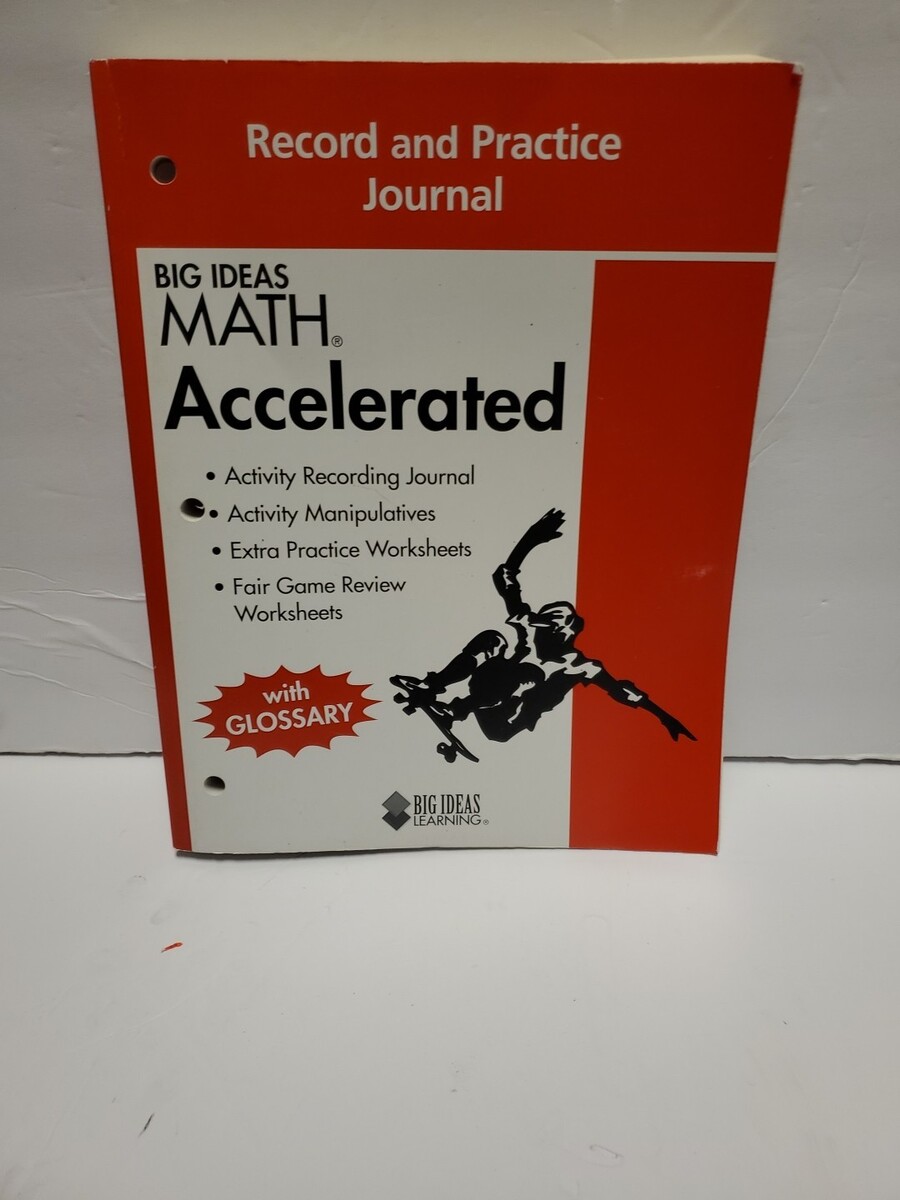 Record and Practice
Journal
BIG IDEAS
MATH®
Accelerated
• Activity Recording Journal
• Activity Manipulatives
• Extra Practice Worksheets
• Fair Game Review
Worksheets
with
GLOSSARY
BIG IDEAS
LEARNING®